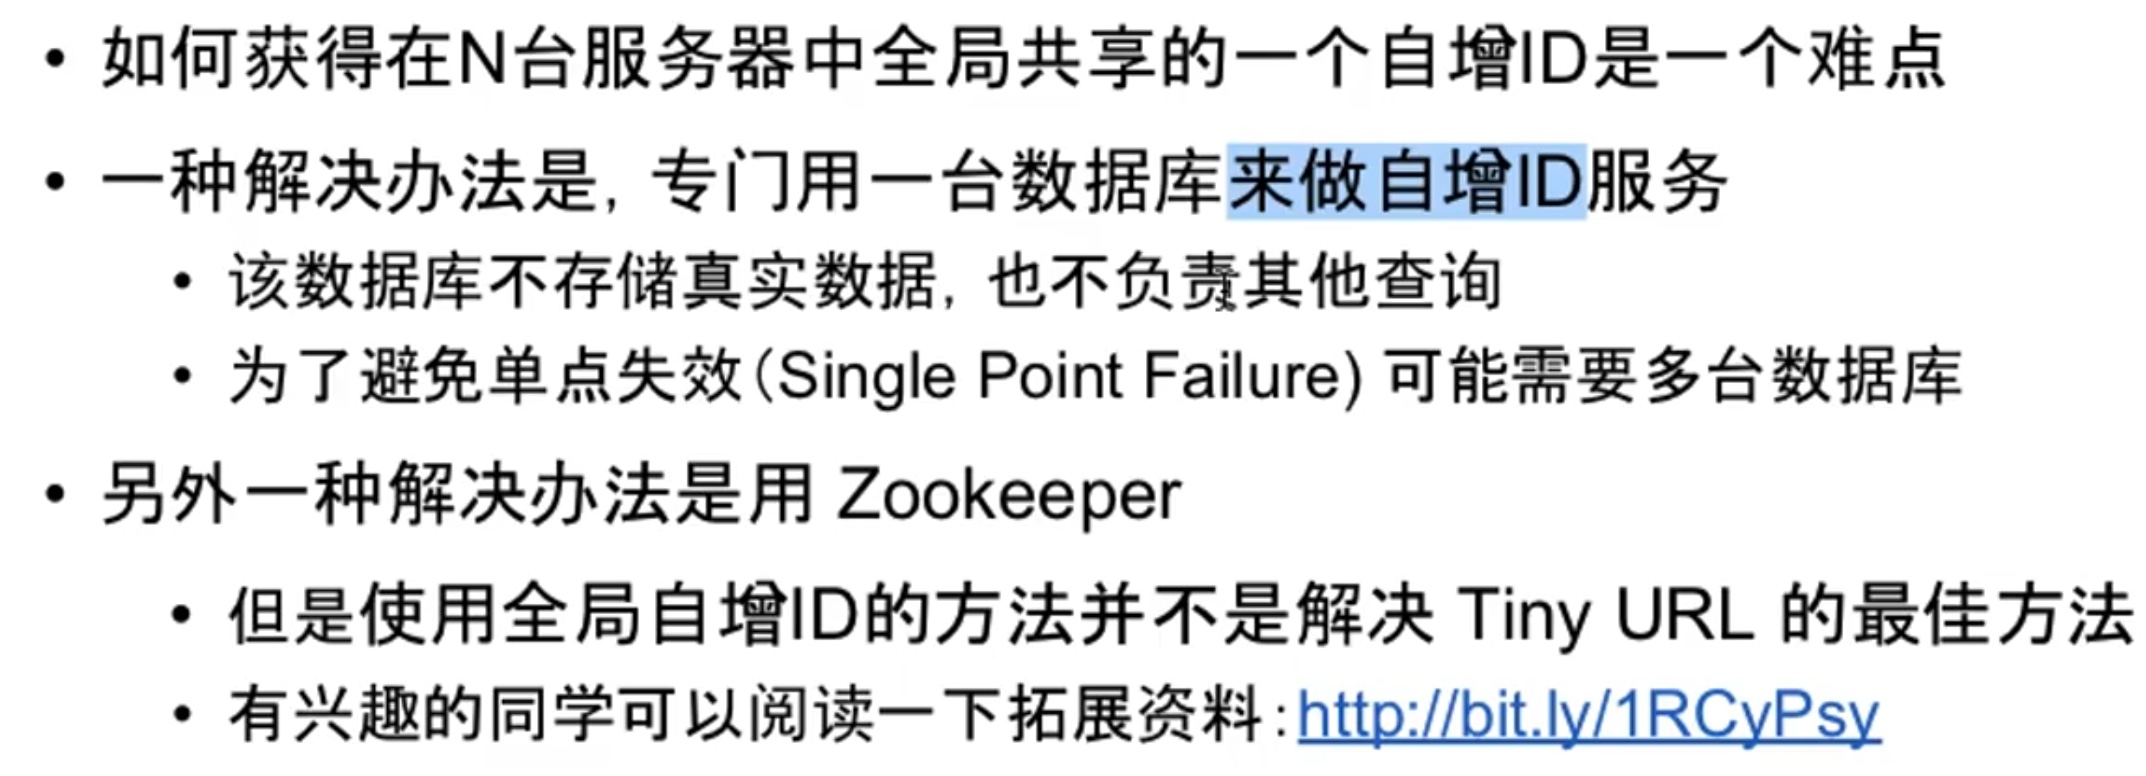 • 如何获得在N台服务器中全局共享的一个自增ID是一个难点
• 一种解决办法是, 专门用一台数据库来做自增ID服务
• 该数据库不存储真实数据, 也不负责其他查询
• 为了避免单点失效(Single Point Failure) 可能需要多台数据库
• 另外一种解决办法是用 Zookeeper
• 但是使用全局自增ID的方法并不是解决 Tiny URL 的最佳方法
• 有兴趣的同学可以阅读一下拓展资料:http://bit.ly/1RCyPsy